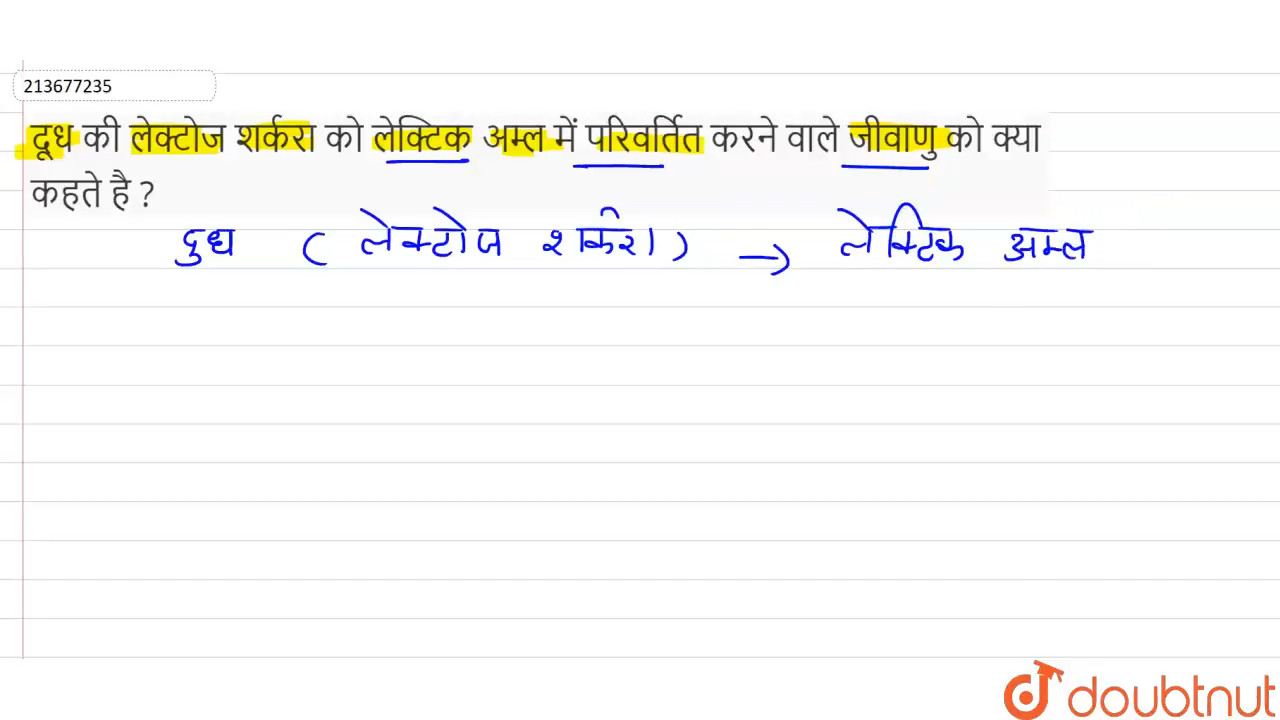 213677235
दूध की लेक्टोज शर्करा को लेक्टिक अम्ल में परिवर्तित करने वाले जीवाणु को क्या
कहते है ?
दुध ( लेक्टोज शर्करा ) → लेक्टिक अम्ल
doubtnut